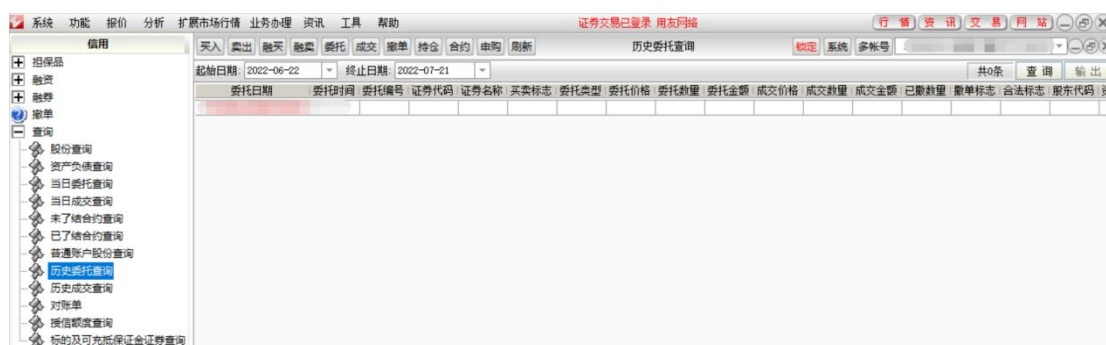 系统 功能 报价 分析 扩展市场行情 业务办理 资讯 工具 帮助 证券交易已登录 用友网络 行情 资讯 交易 网站
信用 买入 卖出 融买 融卖 委托 成交 撤单 持仓 合约 申购 刷新 历史委托查询 锁定 系统 多帐号
起始日期: 2022-06-22 终止日期: 2022-07-21 共0条 查询 输出
委托日期 委托时间 委托编号 证券代码 证券名称 买卖标志 委托类型 委托价格 委托数量 委托金额 成交价格 成交数量 成交金额 已撤数量 撤单标志 合法标志 股东代码
担保品
融资
融券
撤单
查询
股份查询
资产负债查询
当日委托查询
当日成交查询
未了结合约查询
已了结合约查询
普通账户股份查询
历史委托查询
历史成交查询
对账单
授信额度查询
标的及可充抵保证金证券查询